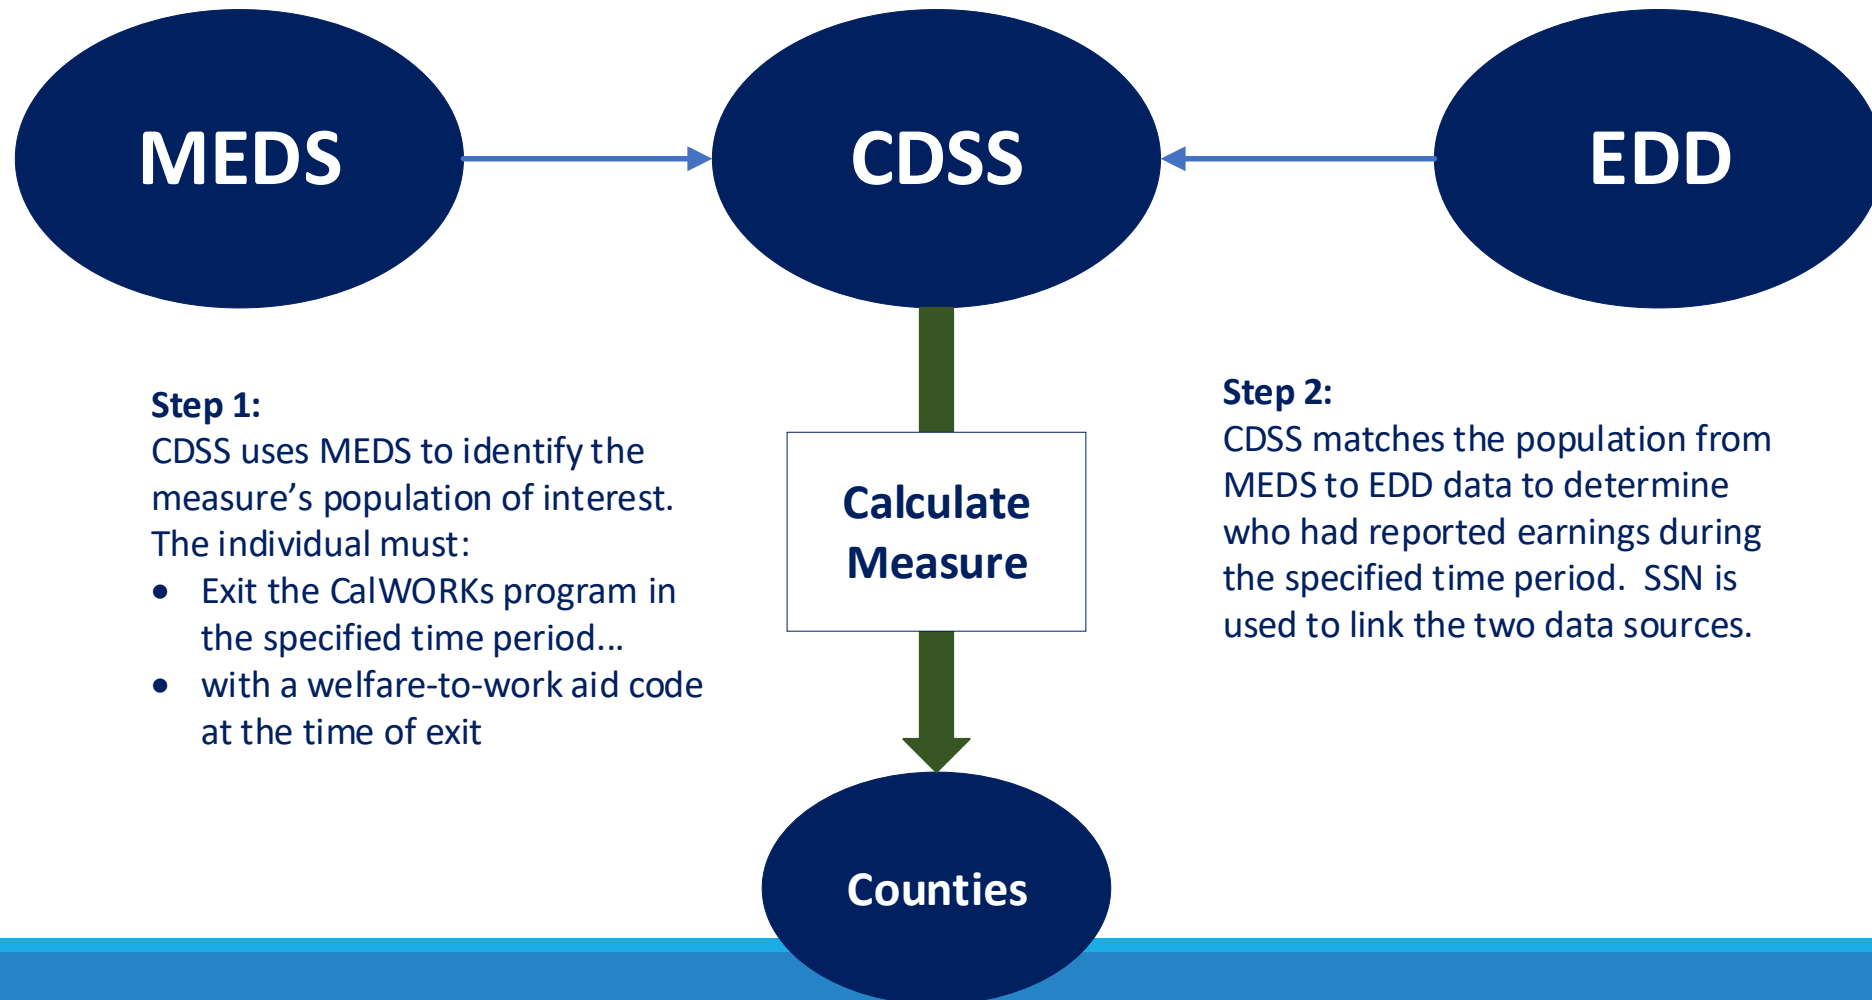 MEDS
CDSS
EDD
Step 1:
CDSS uses MEDS to identify the
measure’s population of interest.
The individual must:
• Exit the CalWORKs program in
the specified time period...
• with a welfare-to-work aid code
at the time of exit
Calculate
Measure
Step 2:
CDSS matches the population from
MEDS to EDD data to determine
who had reported earnings during
the specified time period.  SSN is
used to link the two data sources.
Counties